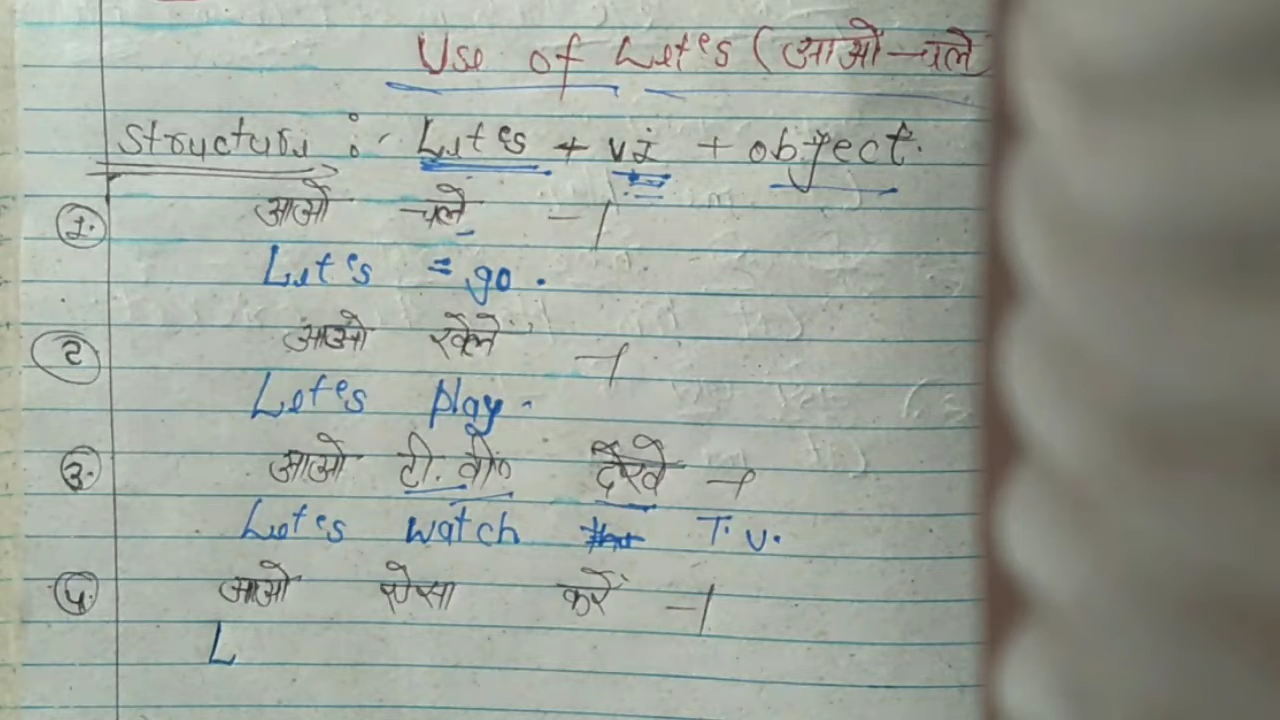 Use of Let's (आओ-चले
Structure :- Let's + v1 + object.
1. आओ चले -।
Let's = go.
2 आओ खेलें -।
Let's play.
3. आओ टी. वी० देखें -।
Let's watch T.V.
4. आओ ऐसा करें -।
L